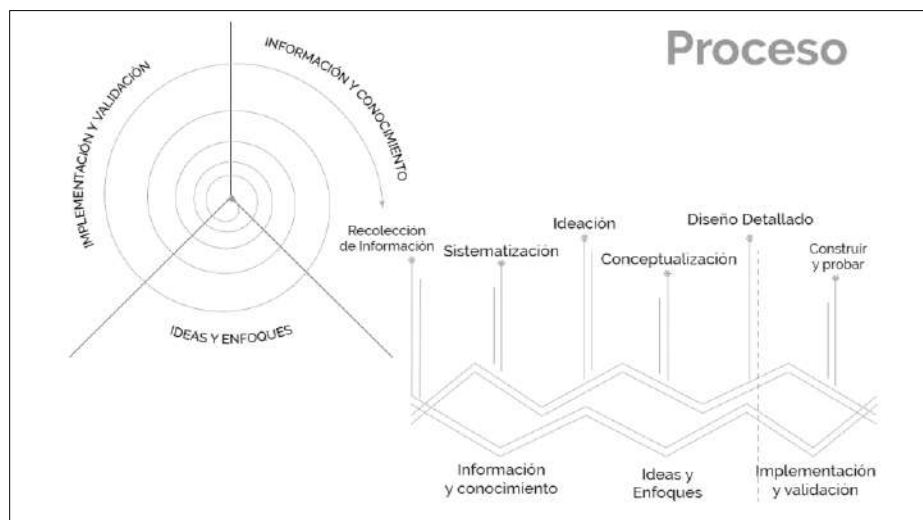 Proceso
IMPLEMENTACIÓN Y VALIDACIÓN
INFORMACIÓN Y CONOCIMIENTO
IDEAS Y ENFOQUES
Recolección
de Información
Sistematización
Ideación
Conceptualización
Diseño Detallado
Construir
y probar
Información
y conocimiento
Ideas y
Enfoques
Implementación
y validación